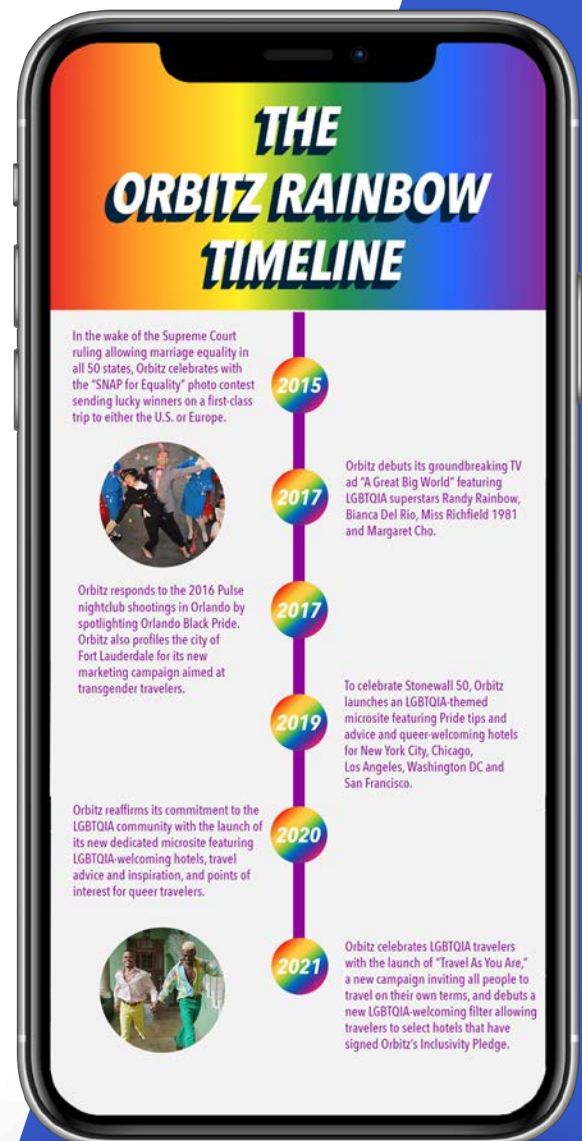 THE
ORBITZ RAINBOW
TIMELINE
In the wake of the Supreme Court
ruling allowing marriage equality in
all 50 states, Orbitz celebrates with
the “SNAP for Equality” photo contest
sending lucky winners on a first-class
trip to either the U.S. or Europe.
2015
2017
Orbitz debuts its groundbreaking TV
ad “A Great Big World” featuring
LGBTQIA superstars Randy Rainbow,
Bianca Del Rio, Miss Richfield 1981
and Margaret Cho.
Orbitz responds to the 2016 Pulse
nightclub shootings in Orlando by
spotlighting Orlando Black Pride.
Orbitz also profiles the city of
Fort Lauderdale for its new
marketing campaign aimed at
transgender travelers.
2017
2019
To celebrate Stonewall 50, Orbitz
launches an LGBTQIA-themed
microsite featuring Pride tips and
advice and queer-welcoming hotels
for New York City, Chicago,
Los Angeles, Washington DC and
San Francisco.
Orbitz reaffirms its commitment to the
LGBTQIA community with the launch of
its new dedicated microsite featuring
LGBTQIA-welcoming hotels, travel
advice and inspiration, and points of
interest for queer travelers.
2020
2021
Orbitz celebrates LGBTQIA travelers
with the launch of “Travel As You Are,”
a new campaign inviting all people to
travel on their own terms, and debuts a
new LGBTQIA-welcoming filter allowing
travelers to select hotels that have
signed Orbitz’s Inclusivity Pledge.